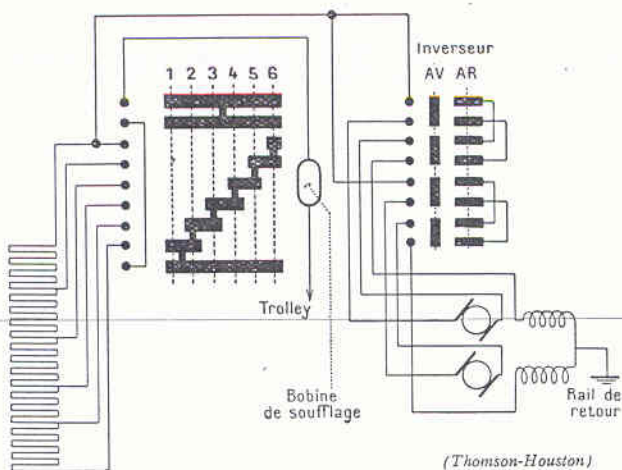 Inverseur
1 2 3 4 5 6
AV AR
Trolley
Bobine
de soufflage
Rail de
retour
(Thomson-Houston)